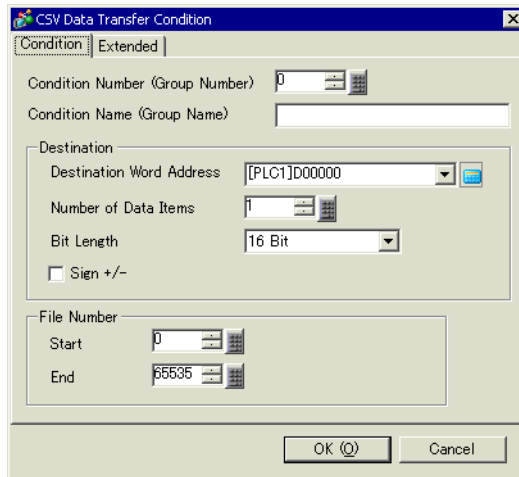 CSV Data Transfer Condition
Condition Extended
Condition Number (Group Number) 0
Condition Name (Group Name)
Destination
Destination Word Address [PLC1]D00000
Number of Data Items 1
Bit Length 16 Bit
Sign +/-
File Number
Start 0
End 65535
OK (O) Cancel